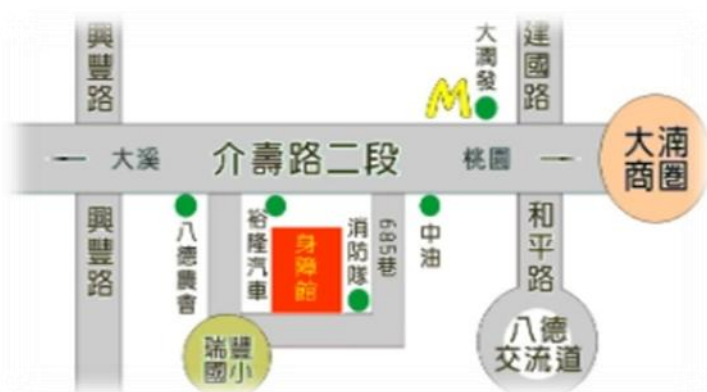 興豐路
大潤發
建國路
M
← 大溪
介壽路二段
桃園 →
大湳
商圈
興豐路
八德農會
裕隆汽車
身障館
消防隊
685巷
中油
和平路
瑞豐
國小
八德
交流道